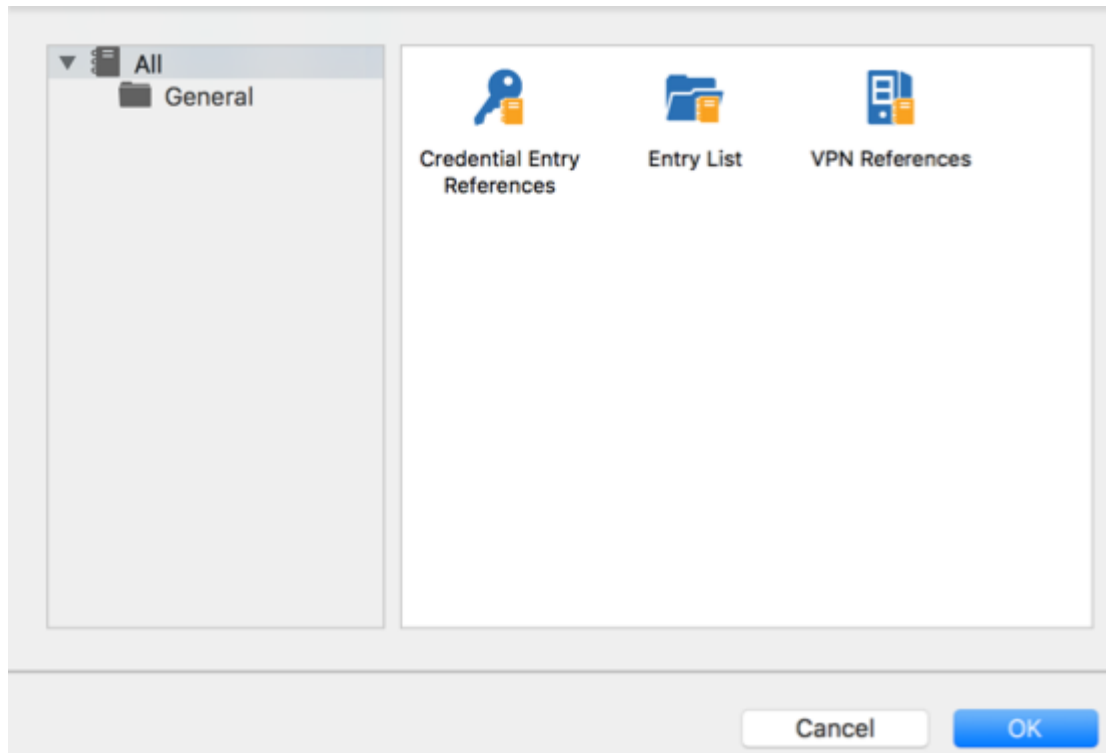 All
General
Credential Entry
References
Entry List
VPN References
Cancel
OK